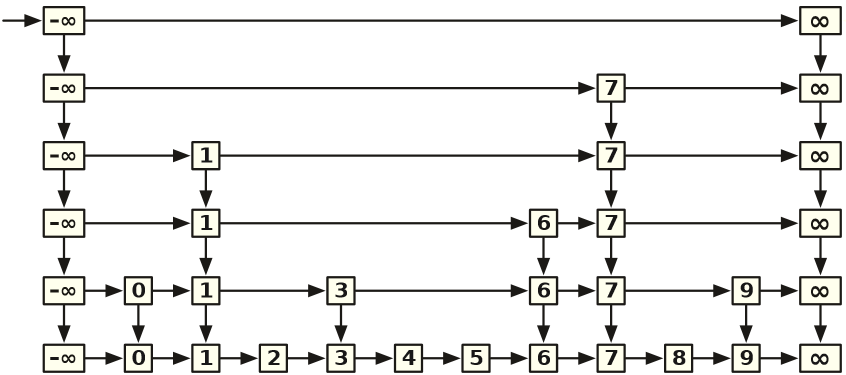 -∞ ∞
-∞ 7 ∞
-∞ 1 7 ∞
-∞ 1 6 7 ∞
-∞ 0 1 3 6 7 9 ∞
-∞ 0 1 2 3 4 5 6 7 8 9 ∞